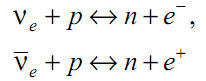 νₑ + p ↔ n + e⁻,
ν̅ₑ + p ↔ n + e⁺